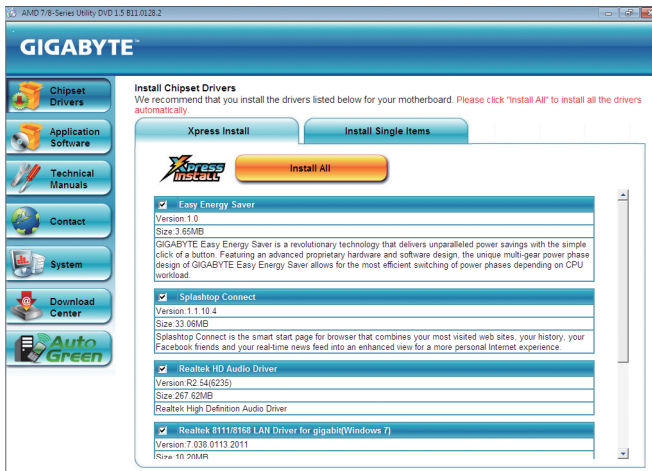 AMD 7/8-Series Utility DVD 1.5 B11.0128.2
GIGABYTE™
Chipset
Drivers
Application
Software
Technical
Manuals
Contact
System
Download
Center
Auto
Green
Install Chipset Drivers
We recommend that you install the drivers listed below for your motherboard. Please click "Install All" to install all the drivers
automatically.
Xpress Install
Install Single Items
Xpress
Install
Install All
Easy Energy Saver
Version:1.0
Size:3.65MB
GIGABYTE Easy Energy Saver is a revolutionary technology that delivers unparalleled power savings with the simple
click of a button. Featuring an advanced proprietary hardware and software design, the unique multi-gear power phase
design of GIGABYTE Easy Energy Saver allows for the most efficient switching of power phases depending on CPU
workload.
Splashtop Connect
Version:1.1.10.4
Size:33.06MB
Splashtop Connect is the smart start page for browser that combines your most visited web sites, your history, your
Facebook friends and your real-time news feed into an enhanced view for a more personal Internet experience.
Realtek HD Audio Driver
Version:R2.54(6235)
Size:267.62MB
Realtek High Definition Audio Driver
Realtek 8111/8168 LAN Driver for gigabit(Windows 7)
Version:7.038.0113.2011
Size:10.20MB